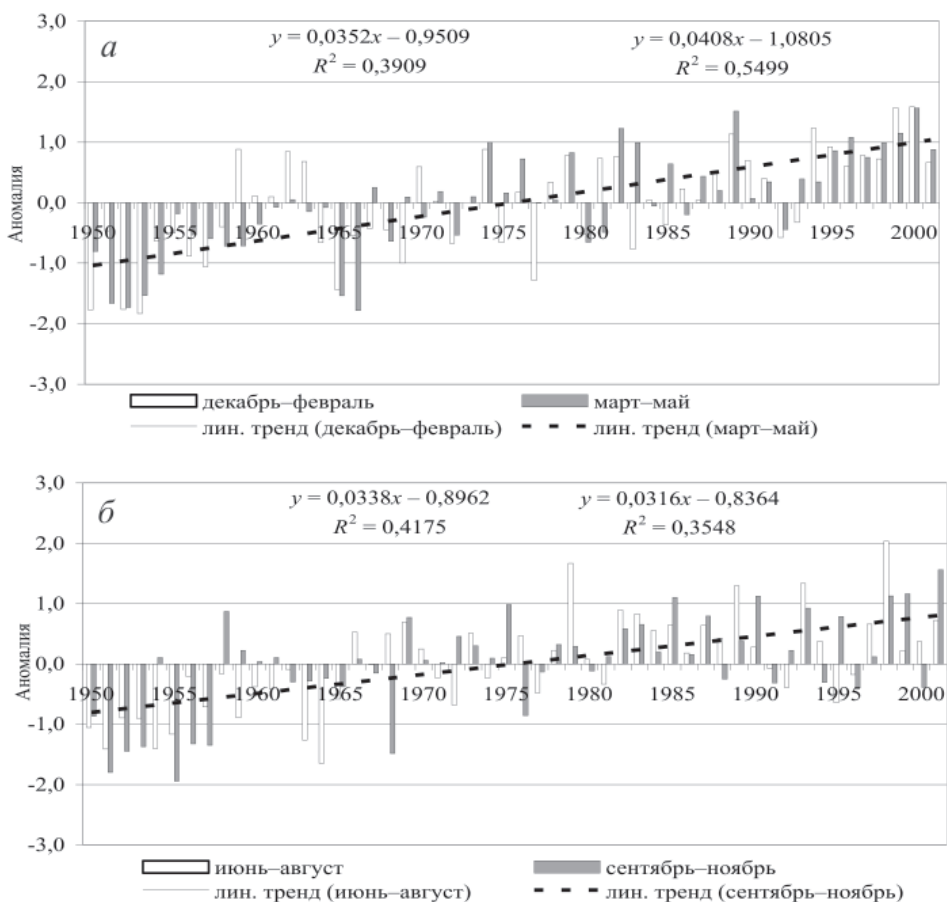 а
y = 0,0352x – 0,9509 y = 0,0408x – 1,0805
R² = 0,3909 R² = 0,5499
3,0
2,0
1,0
0,0
-1,0
-2,0
-3,0
Аномалия
1950 1955 1960 1965 1970 1975 1980 1985 1990 1995 2000
декабрь–февраль март–май
лин. тренд (декабрь–февраль) лин. тренд (март–май)
б
y = 0,0338x – 0,8962 y = 0,0316x – 0,8364
R² = 0,4175 R² = 0,3548
3,0
2,0
1,0
0,0
-1,0
-2,0
-3,0
Аномалия
1950 1955 1960 1965 1970 1975 1980 1985 1990 1995 2000
июнь–август сентябрь–ноябрь
лин. тренд (июнь–август) лин. тренд (сентябрь–ноябрь)